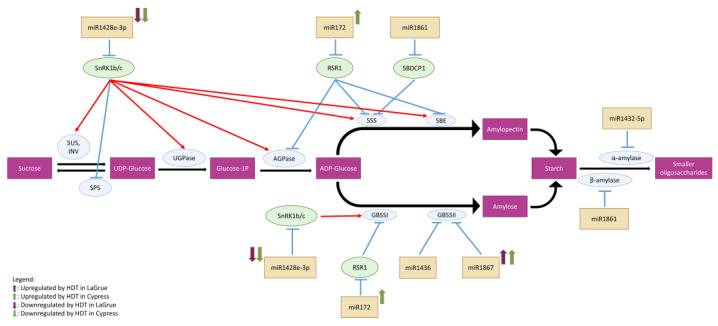 miR1428e-3p
miR172
miR1861
SnRK1b/c
RSR1
SBDCP1
SSS
SBE
Amylopectin
miR1432-5p
SUS,
INV
UGPase
AGPase
α-amylase
Sucrose
UDP-Glucose
Glucose-1P
ADP-Glucose
Starch
Smaller
oligosaccharides
SPS
β-amylase
SnRK1b/c
GBSSI
GBSSII
Amylose
miR1861
miR1428e-3p
RSR1
miR1436
miR1867
miR172
Legend:
: Upregulated by HDT in LaGrue
: Upregulated by HDT in Cypress
: Downregulated by HDT in LaGrue
: Downregulated by HDT in Cypress